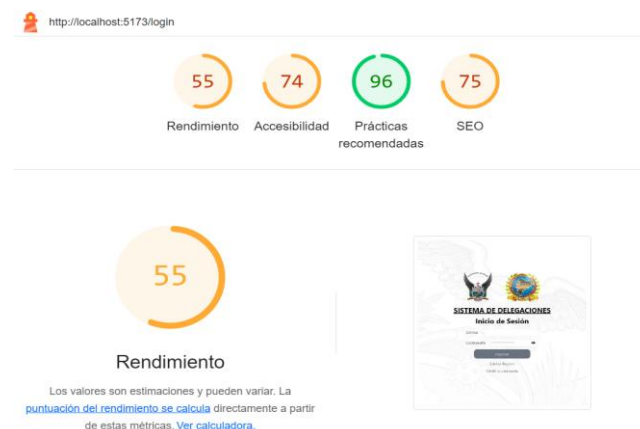 http://localhost:5173/login
55
74
96
75
Rendimiento
Accesibilidad
Prácticas
recomendadas
SEO
55
Rendimiento
Los valores son estimaciones y pueden variar. La
puntuación del rendimiento se calcula directamente a partir
de estas métricas. Ver calculadora.
SISTEMA DE DELEGACIONES
Inicio de Sesión